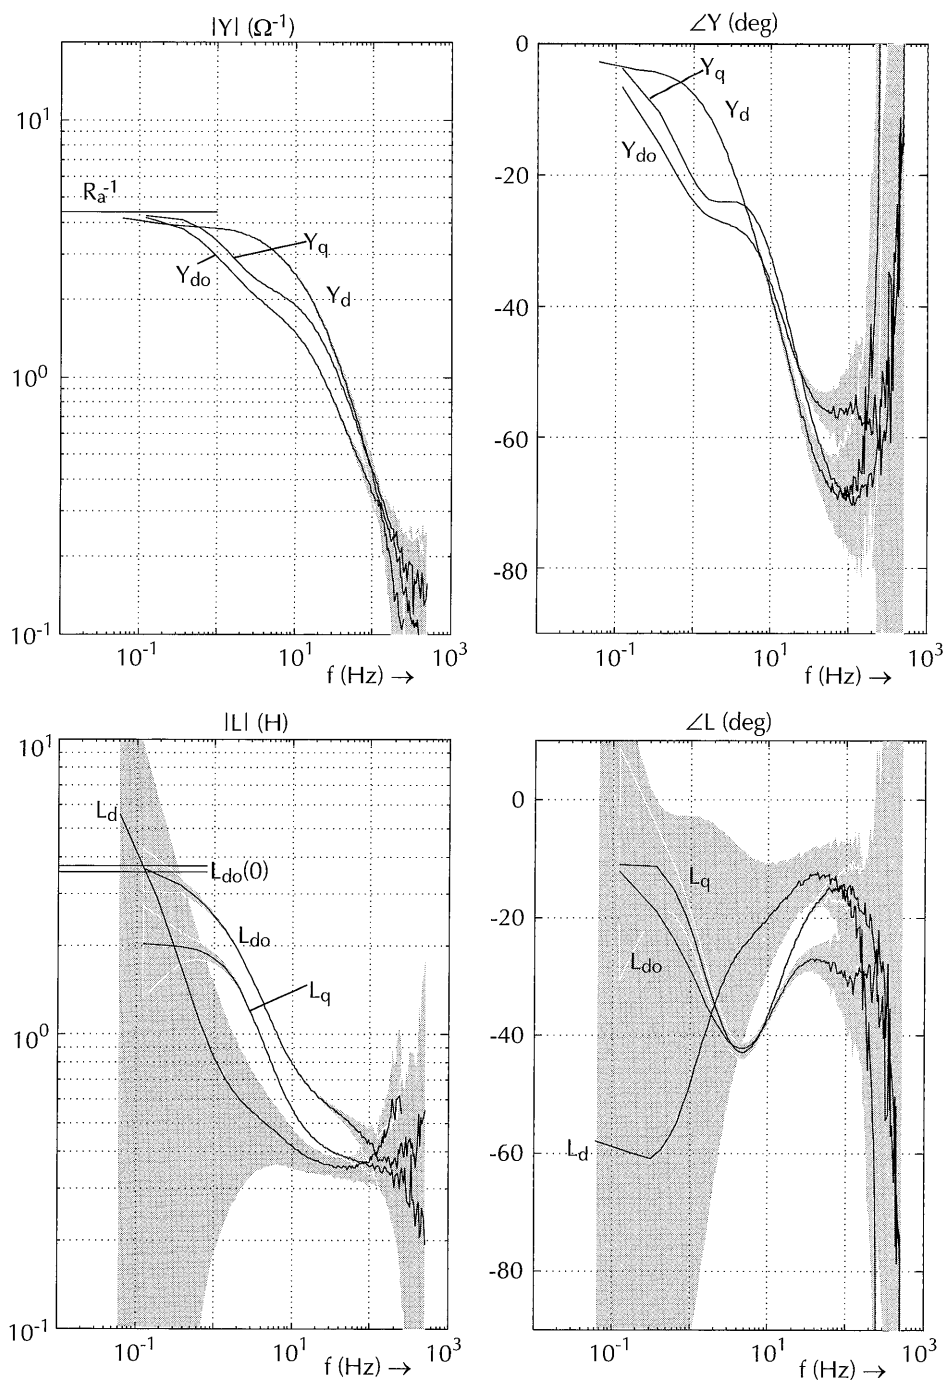 |Y| (Ω⁻¹)
10¹
Rₐ⁻¹
Y_q
Y_do
Y_d
10⁰
10⁻¹
10⁻¹ 10¹ 10³
f (Hz) →
∠Y (deg)
0
Y_q
Y_d
Y_do
-20
-40
-60
-80
10⁻¹ 10¹ 10³
f (Hz) →
|L| (H)
10¹
L_d
L_do(0)
L_do
L_q
10⁰
10⁻¹
10⁻¹ 10¹ 10³
f (Hz) →
∠L (deg)
0
L_q
-20
L_do
-40
L_d
-60
-80
10⁻¹ 10¹ 10³
f (Hz) →